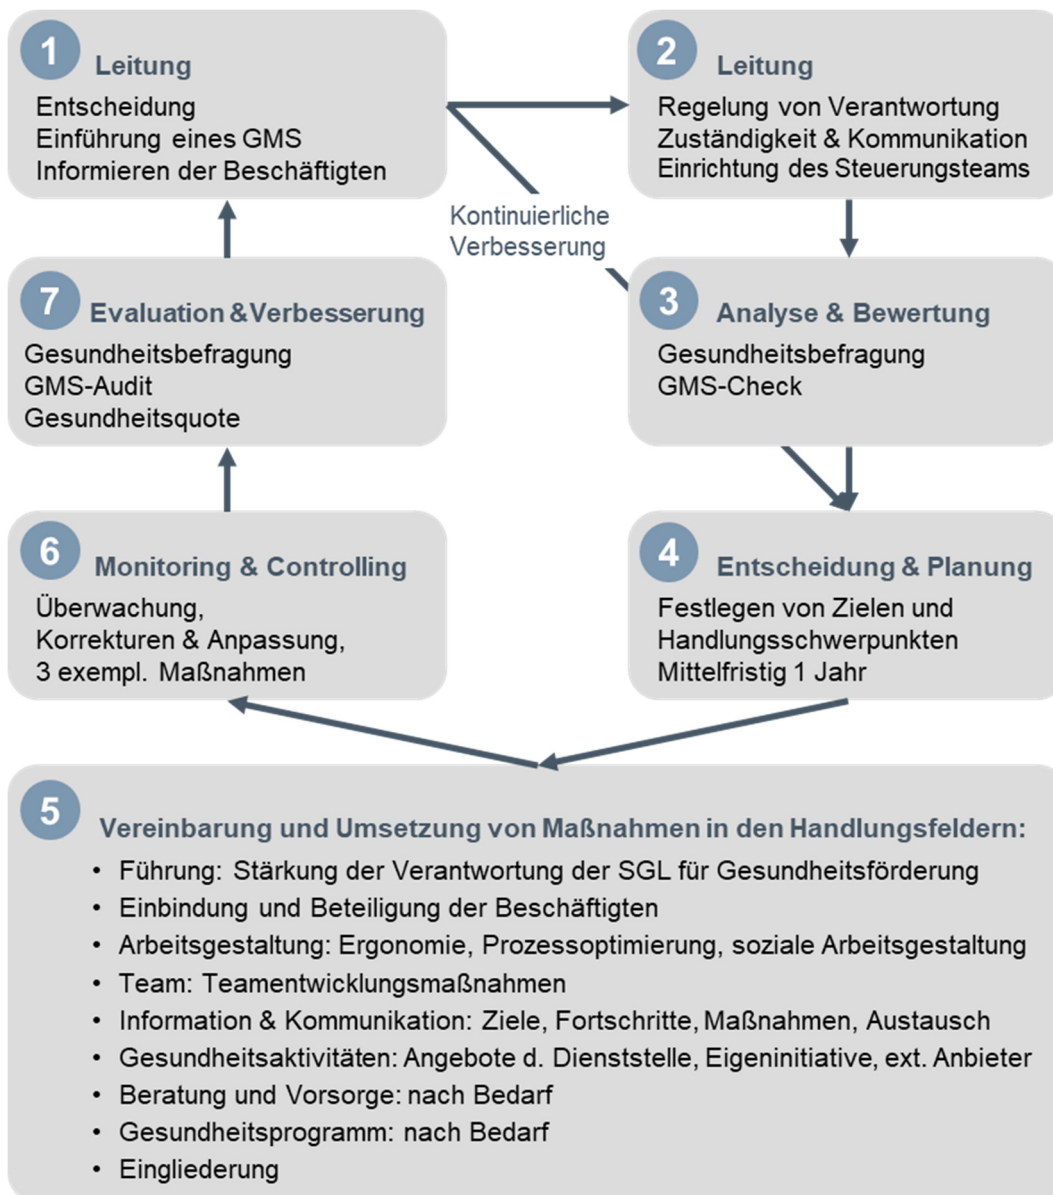 1
Leitung
Entscheidung
Einführung eines GMS
Informieren der Beschäftigten
2
Leitung
Regelung von Verantwortung
Zuständigkeit & Kommunikation
Einrichtung des Steuerungsteams
Kontinuierliche
Verbesserung
3
Analyse & Bewertung
Gesundheitsbefragung
GMS-Check
4
Entscheidung & Planung
Festlegen von Zielen und
Handlungsschwerpunkten
Mittelfristig 1 Jahr
5
Vereinbarung und Umsetzung von Maßnahmen in den Handlungsfeldern:
• Führung: Stärkung der Verantwortung der SGL für Gesundheitsförderung
• Einbindung und Beteiligung der Beschäftigten
• Arbeitsgestaltung: Ergonomie, Prozessoptimierung, soziale Arbeitsgestaltung
• Team: Teamentwicklungsmaßnahmen
• Information & Kommunikation: Ziele, Fortschritte, Maßnahmen, Austausch
• Gesundheitsaktivitäten: Angebote d. Dienststelle, Eigeninitiative, ext. Anbieter
• Beratung und Vorsorge: nach Bedarf
• Gesundheitsprogramm: nach Bedarf
• Eingliederung
6
Monitoring & Controlling
Überwachung,
Korrekturen & Anpassung,
3 exempl. Maßnahmen
7
Evaluation &Verbesserung
Gesundheitsbefragung
GMS-Audit
Gesundheitsquote